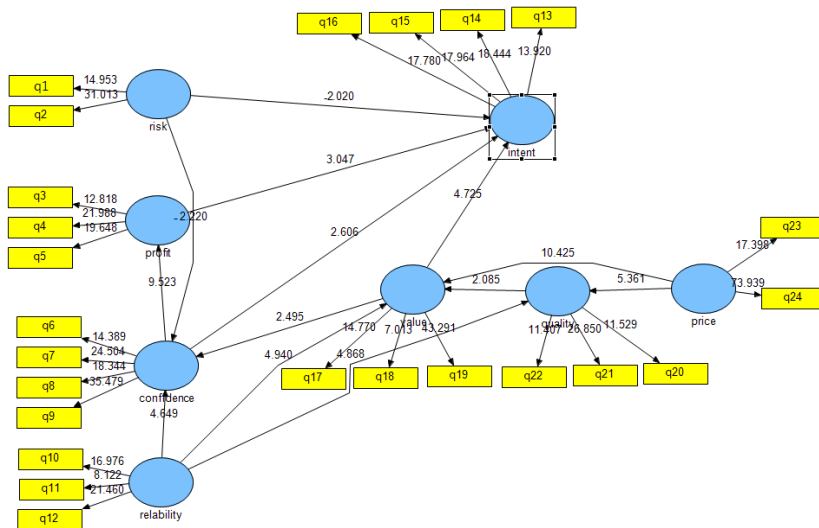 q16
q15
q14
q13
17.780
17.964
18.444
13.920
q1
14.953
31.013
q2
risk
-2.020
intent
3.047
4.725
q3
12.818
q4
21.988
q5
19.648
profit
-2.220
2.606
9.523
q23
17.398
10.425
5.361
73.939
q24
price
2.085
value
quality
2.495
q6
14.389
q7
24.504
q8
18.344
35.479
q9
confidence
4.649
4.940
4.868
14.770
7.013
43.291
11.407
26.850
11.529
q17
q18
q19
q22
q21
q20
q10
16.976
q11
8.122
21.460
q12
relability